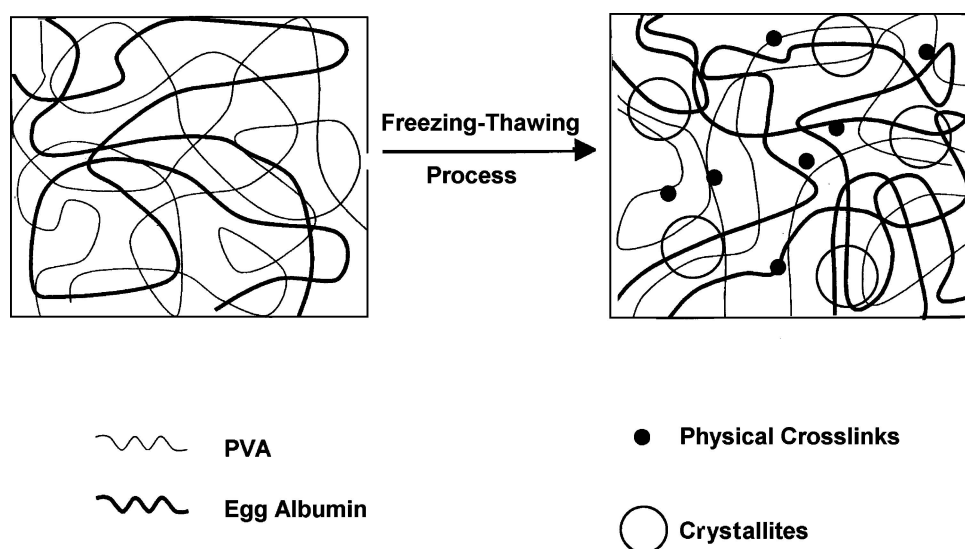 Freezing-Thawing
Process
PVA
Egg Albumin
Physical Crosslinks
Crystallites